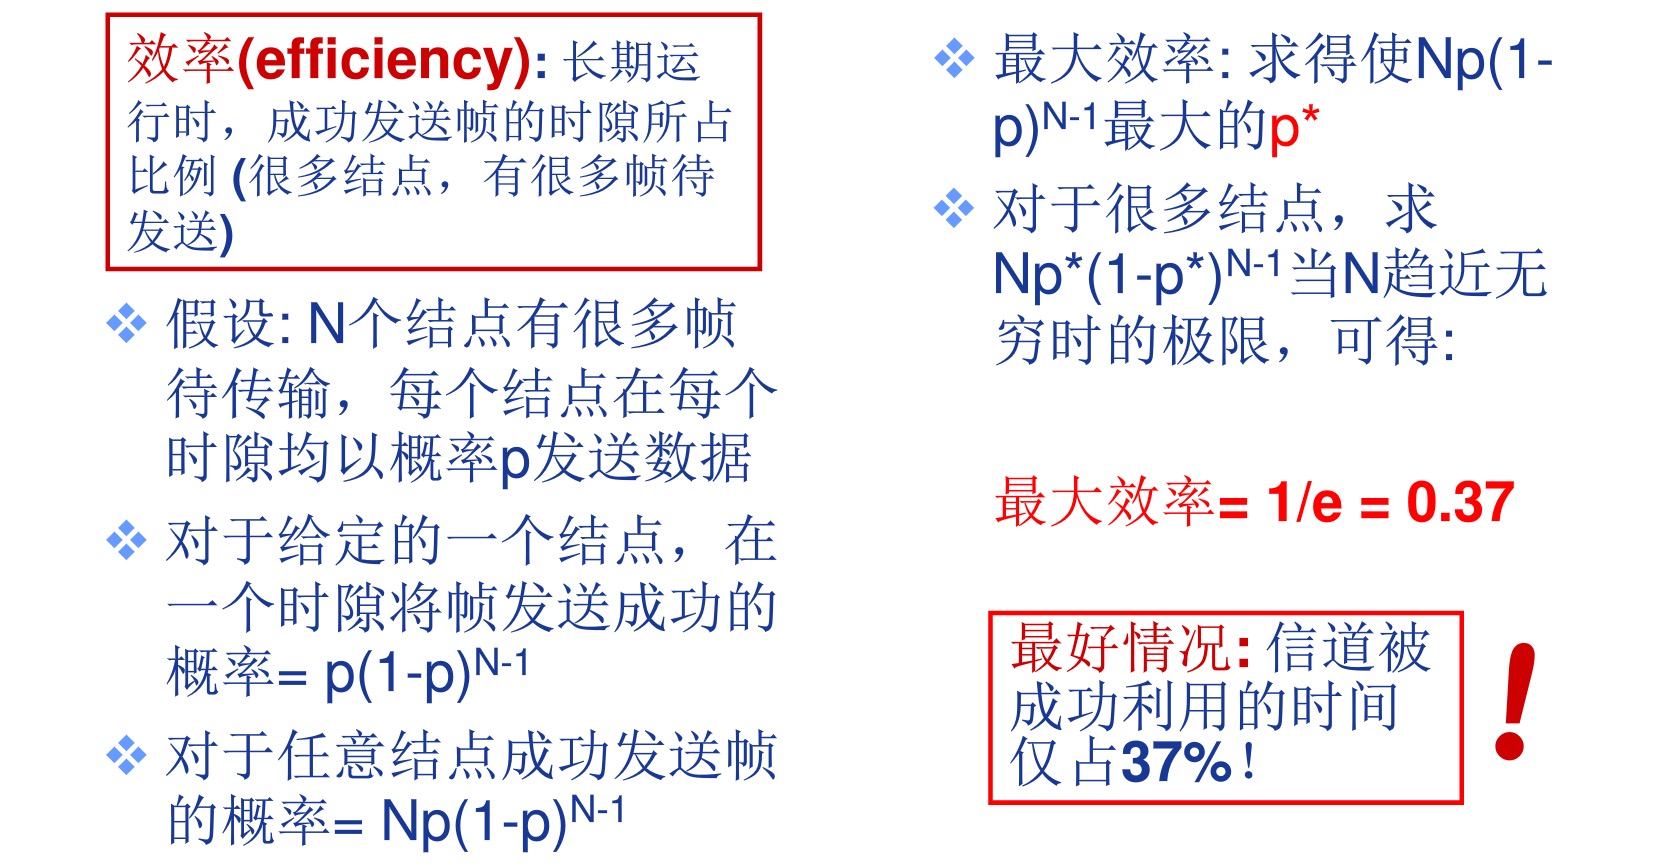 效率(efficiency): 长期运
行时，成功发送帧的时隙所占
比例 (很多结点，有很多帧待
发送)
假设: N个结点有很多帧
待传输，每个结点在每个
时隙均以概率p发送数据
对于给定的一个结点，在
一个时隙将帧发送成功的
概率= p(1-p)ᴺ⁻¹
对于任意结点成功发送帧
的概率= Np(1-p)ᴺ⁻¹
最大效率: 求得使Np(1-
p)ᴺ⁻¹最大的p*
对于很多结点，求
Np*(1-p*)ᴺ⁻¹当N趋近无
穷时的极限，可得:
最大效率= 1/e = 0.37
最好情况: 信道被
成功利用的时间
仅占37%!
!